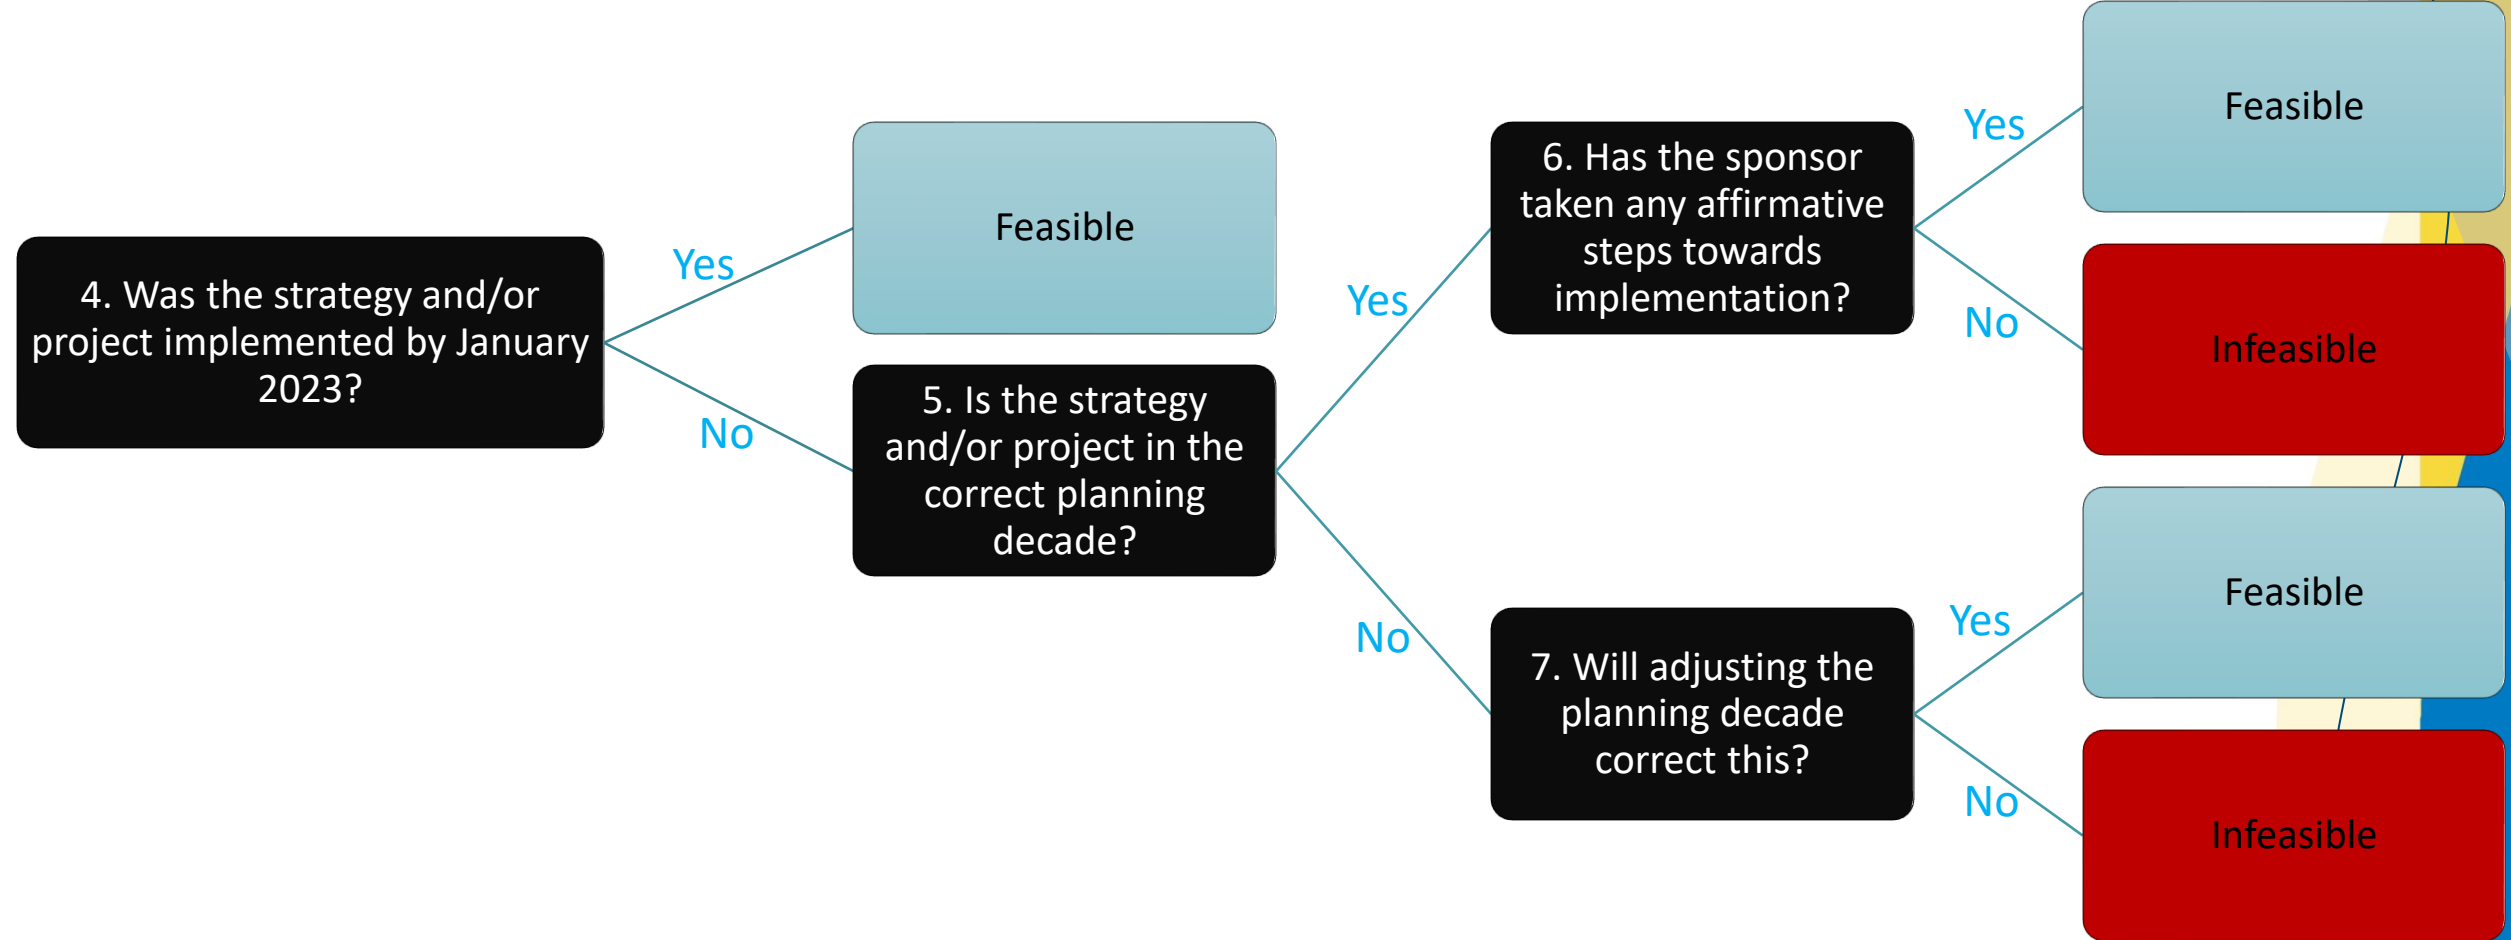 4. Was the strategy and/or
project implemented by January
2023?
Yes
No
Feasible
5. Is the strategy
and/or project in the
correct planning
decade?
Yes
No
6. Has the sponsor
taken any affirmative
steps towards
implementation?
Yes
No
Feasible
Infeasible
7. Will adjusting the
planning decade
correct this?
Yes
No
Feasible
Infeasible